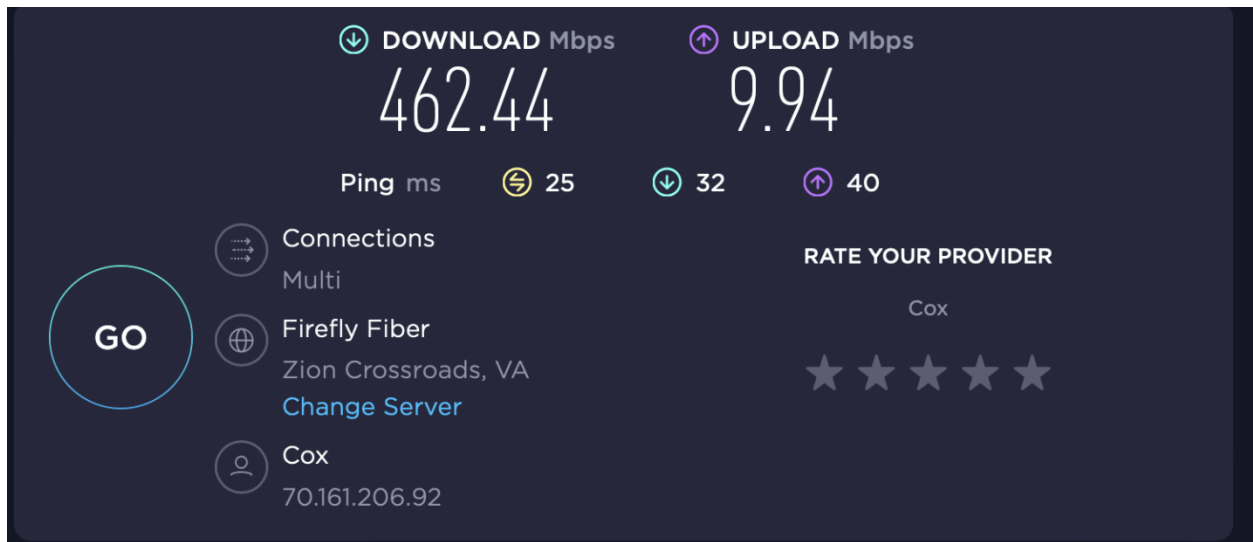 DOWNLOAD Mbps
462.44
UPLOAD Mbps
9.94
Ping ms 25 32 40
Connections
Multi
Firefly Fiber
Zion Crossroads, VA
Change Server
Cox
70.161.206.92
GO
RATE YOUR PROVIDER
Cox